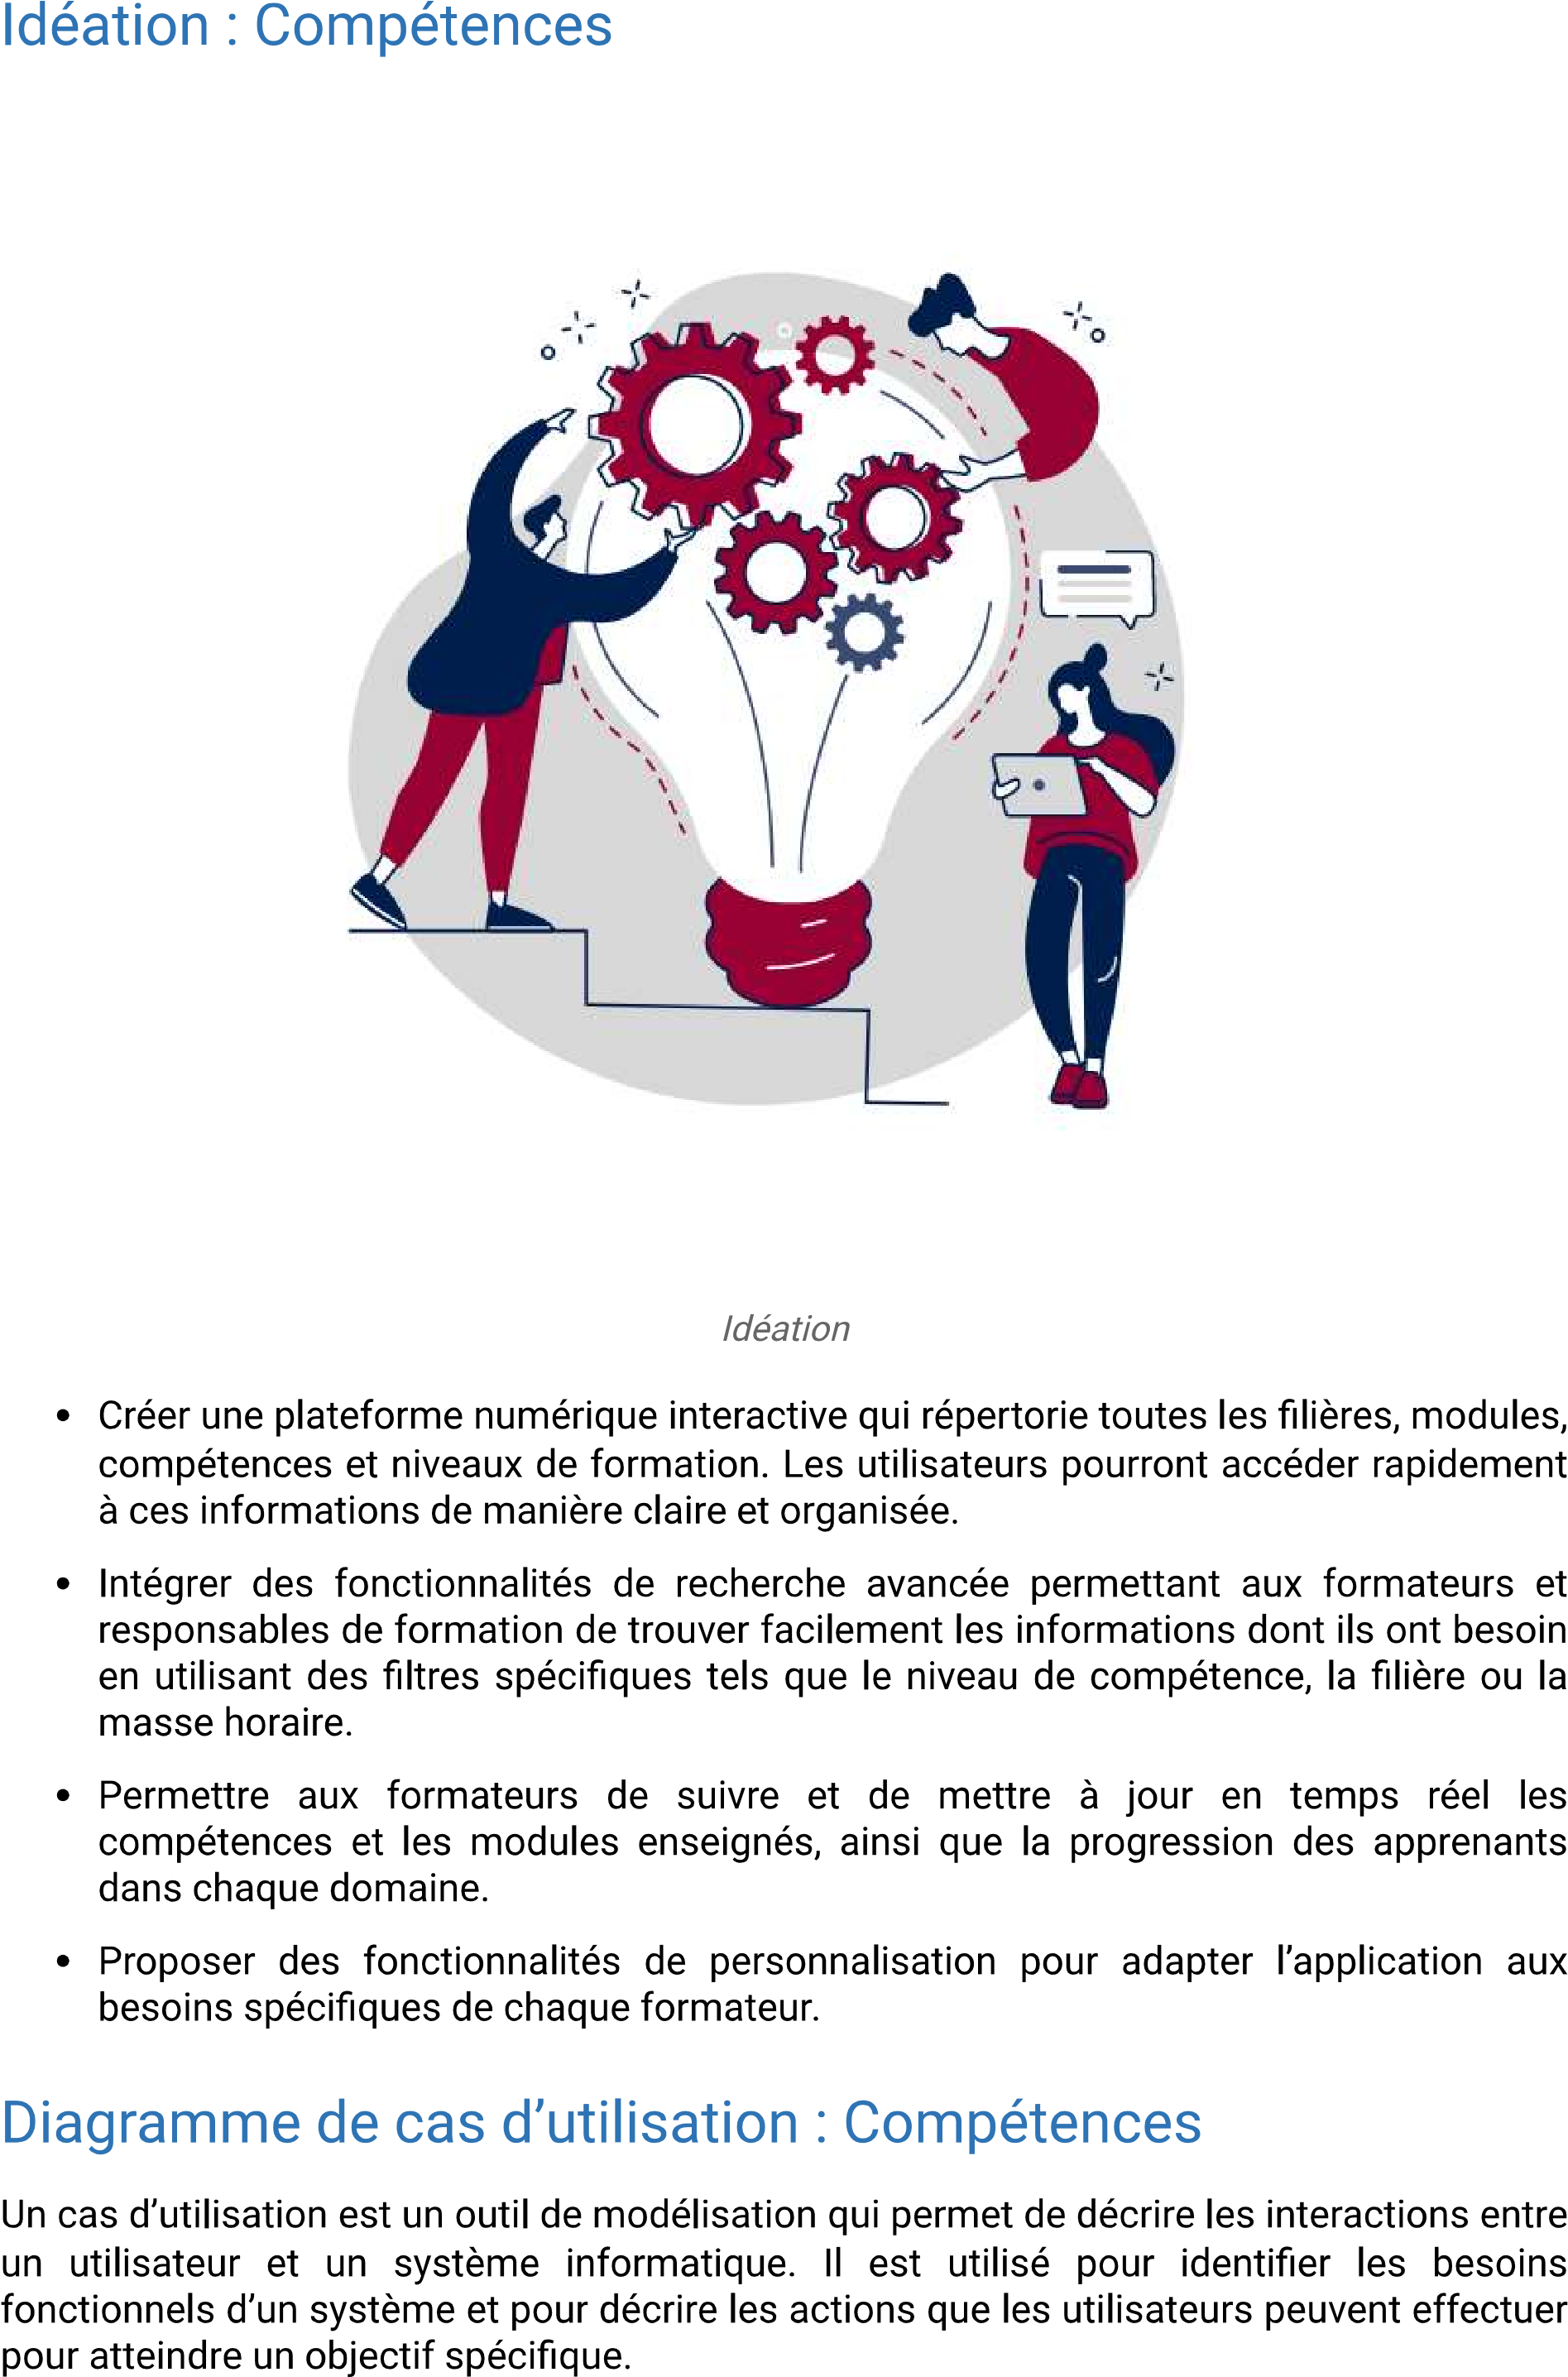 Idéation : Compétences
Idéation
• Créer une plateforme numérique interactive qui répertorie toutes les filières, modules,
compétences et niveaux de formation. Les utilisateurs pourront accéder rapidement
à ces informations de manière claire et organisée.
• Intégrer des fonctionnalités de recherche avancée permettant aux formateurs et
responsables de formation de trouver facilement les informations dont ils ont besoin
en utilisant des filtres spécifiques tels que le niveau de compétence, la filière ou la
masse horaire.
• Permettre aux formateurs de suivre et de mettre à jour en temps réel les
compétences et les modules enseignés, ainsi que la progression des apprenants
dans chaque domaine.
• Proposer des fonctionnalités de personnalisation pour adapter l’application aux
besoins spécifiques de chaque formateur.
Diagramme de cas d’utilisation : Compétences
Un cas d’utilisation est un outil de modélisation qui permet de décrire les interactions entre
un utilisateur et un système informatique. Il est utilisé pour identifier les besoins
fonctionnels d’un système et pour décrire les actions que les utilisateurs peuvent effectuer
pour atteindre un objectif spécifique.